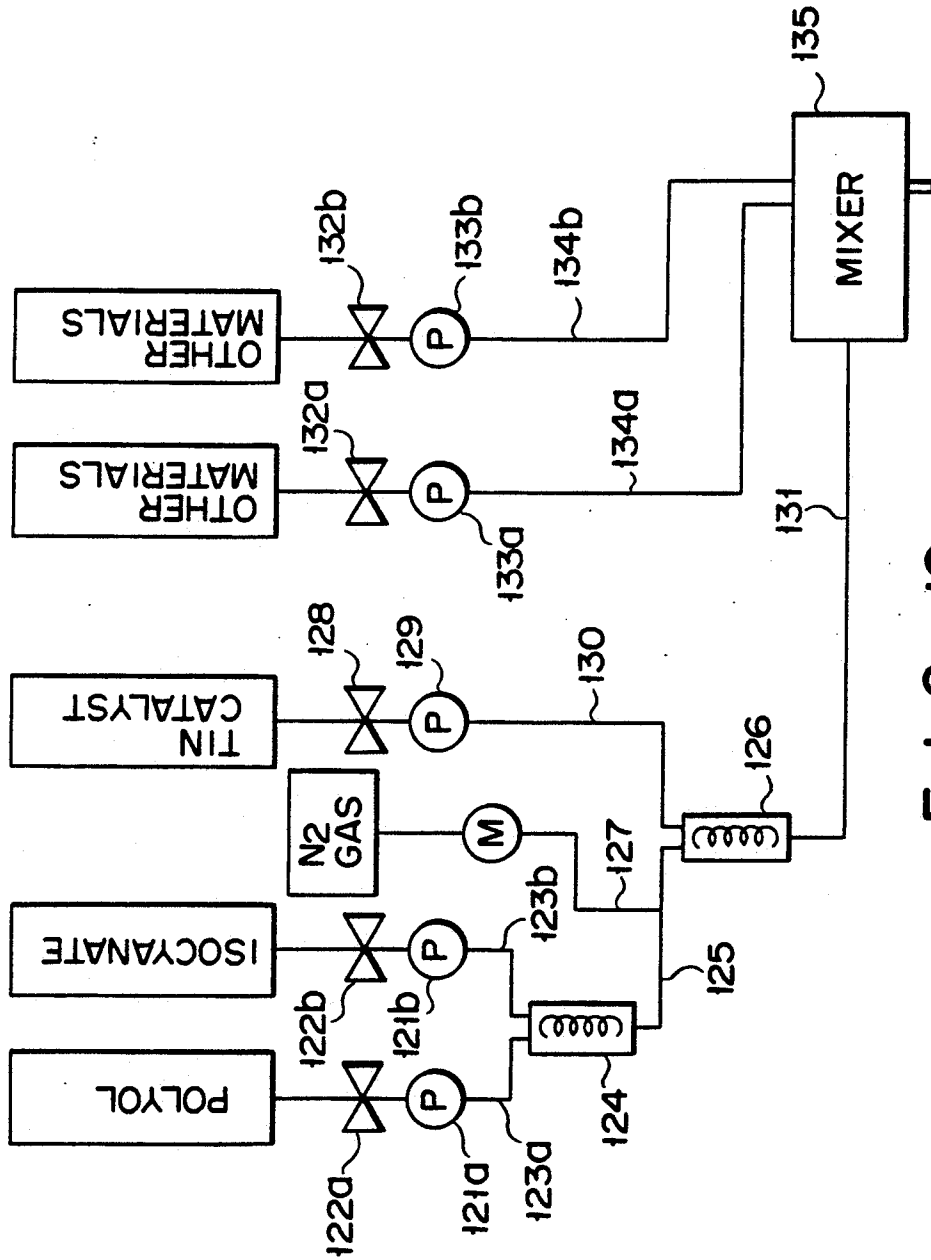 POLYOL
ISOCYANATE
N2
GAS
TIN
CATALYST
OTHER
MATERIALS
OTHER
MATERIALS
122a
122b
128
132a
132b
121a
121b
P
P
M
P
P
P
129
133a
133b
123a
123b
124
125
127
130
126
134a
134b
131
MIXER
135